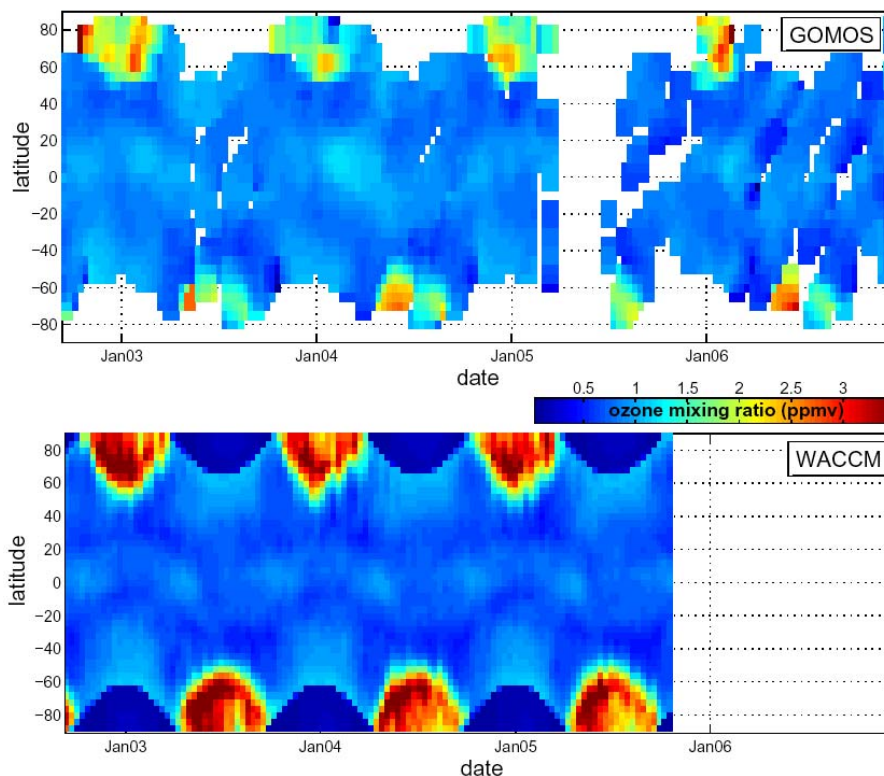 GOMOS
80
60
40
20
0
−20
−40
−60
−80
latitude
Jan03 Jan04 Jan05 Jan06
date
0.5 1 1.5 2 2.5 3
ozone mixing ratio (ppmv)
WACCM
80
60
40
20
0
−20
−40
−60
−80
latitude
Jan03 Jan04 Jan05 Jan06
date